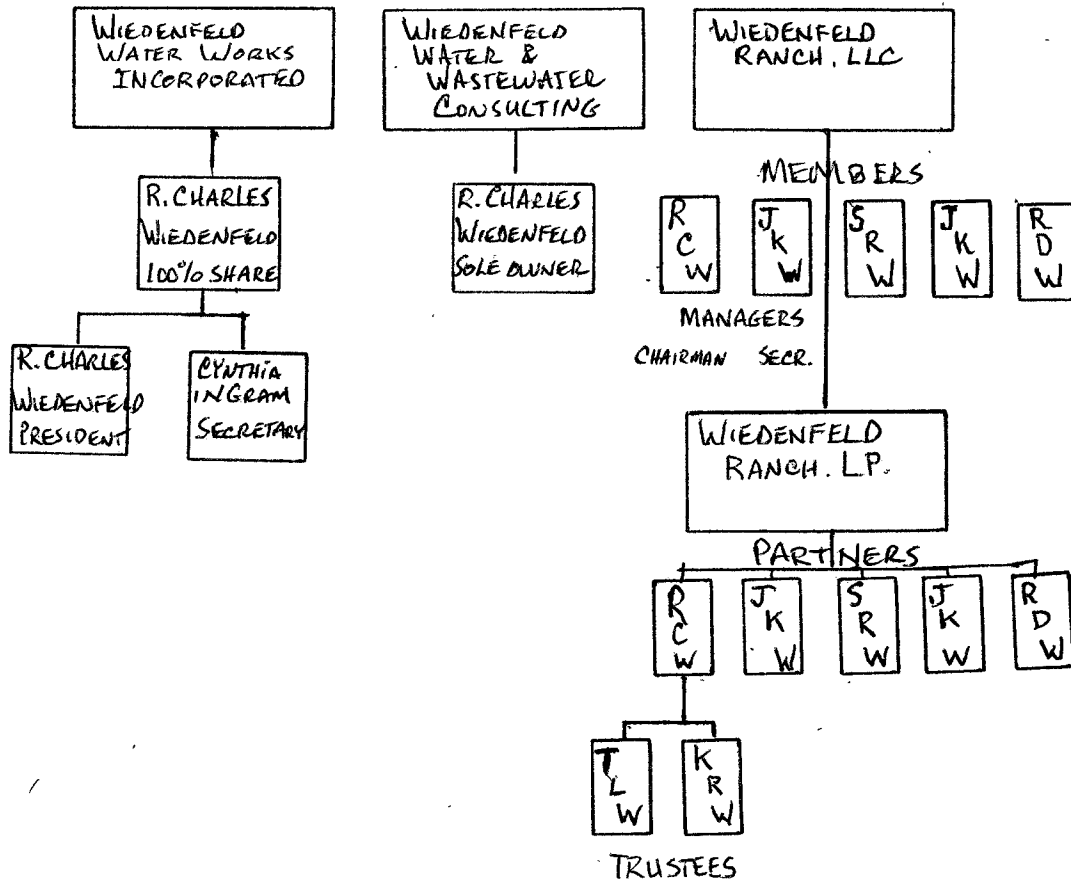 WIEDENFELD
WATER WORKS
INCORPORATED
WIEDENFELD
WATER &
WASTEWATER
CONSULTING
WIEDENFELD
RANCH. LLC
R. CHARLES
WIEDENFELD
100% SHARE
R. CHARLES
WIEDENFELD
SOLE OWNER
MEMBERS
R
C
W
J
K
W
S
R
W
J
K
W
R
D
W
MANAGERS
CHAIRMAN SECR.
R. CHARLES
WIEDENFELD
PRESIDENT
CYNTHIA
INGRAM
SECRETARY
WIEDENFELD
RANCH. L.P.
PARTNERS
R
C
W
J
K
W
S
R
W
J
K
W
R
D
W
T
L
W
K
R
W
TRUSTEES